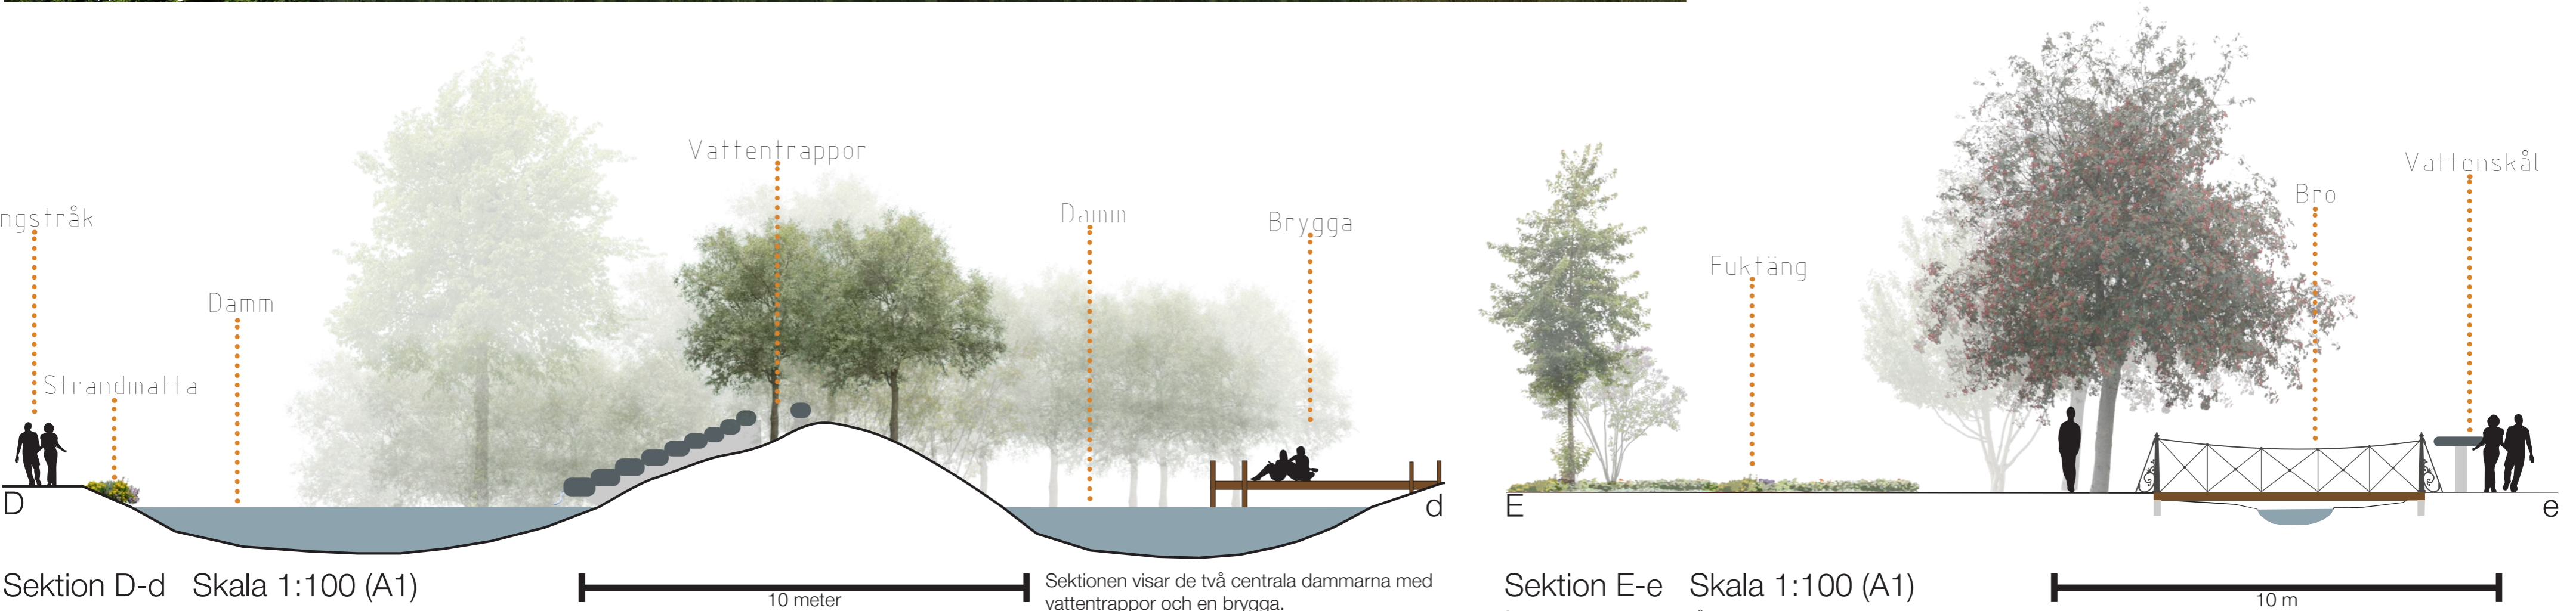 ngstråk
Strandmatta
Damm
Vattentrappor
Damm
Brygga
D
d
Sektion D-d Skala 1:100 (A1)
10 meter
Sektionen visar de två centrala dammarna med
vattentrappor och en brygga.
Fuktäng
Bro
Vattenskål
E
e
Sektion E-e Skala 1:100 (A1)
10 m